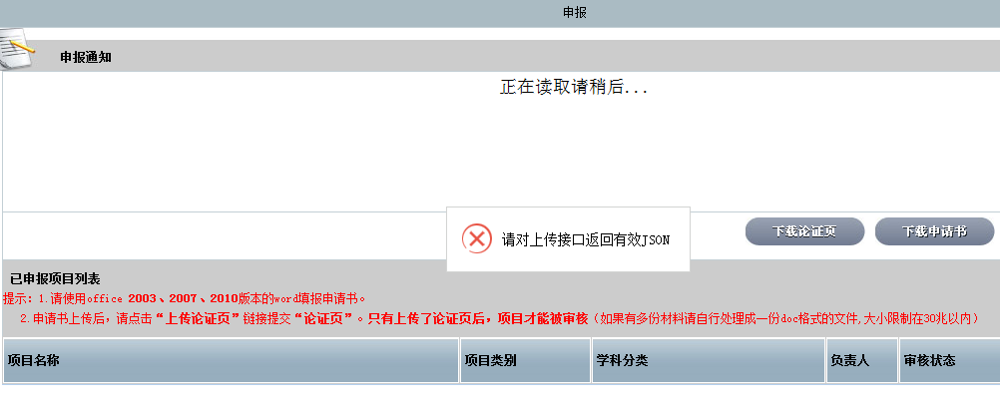 申报
申报通知
正在读取请稍后...
请对上传接口返回有效JSON
下载论证页
下载申请书
已申报项目列表
提示：1.请使用office 2003、2007、2010版本的word填报申请书。
2.申请书上传后，请点击“上传论证页”链接提交“论证页”。只有上传了论证页后，项目才能被审核（如果有多份材料请自行处理成一份doc格式的文件,大小限制在30兆以内）
项目名称 项目类别 学科分类 负责人 审核状态